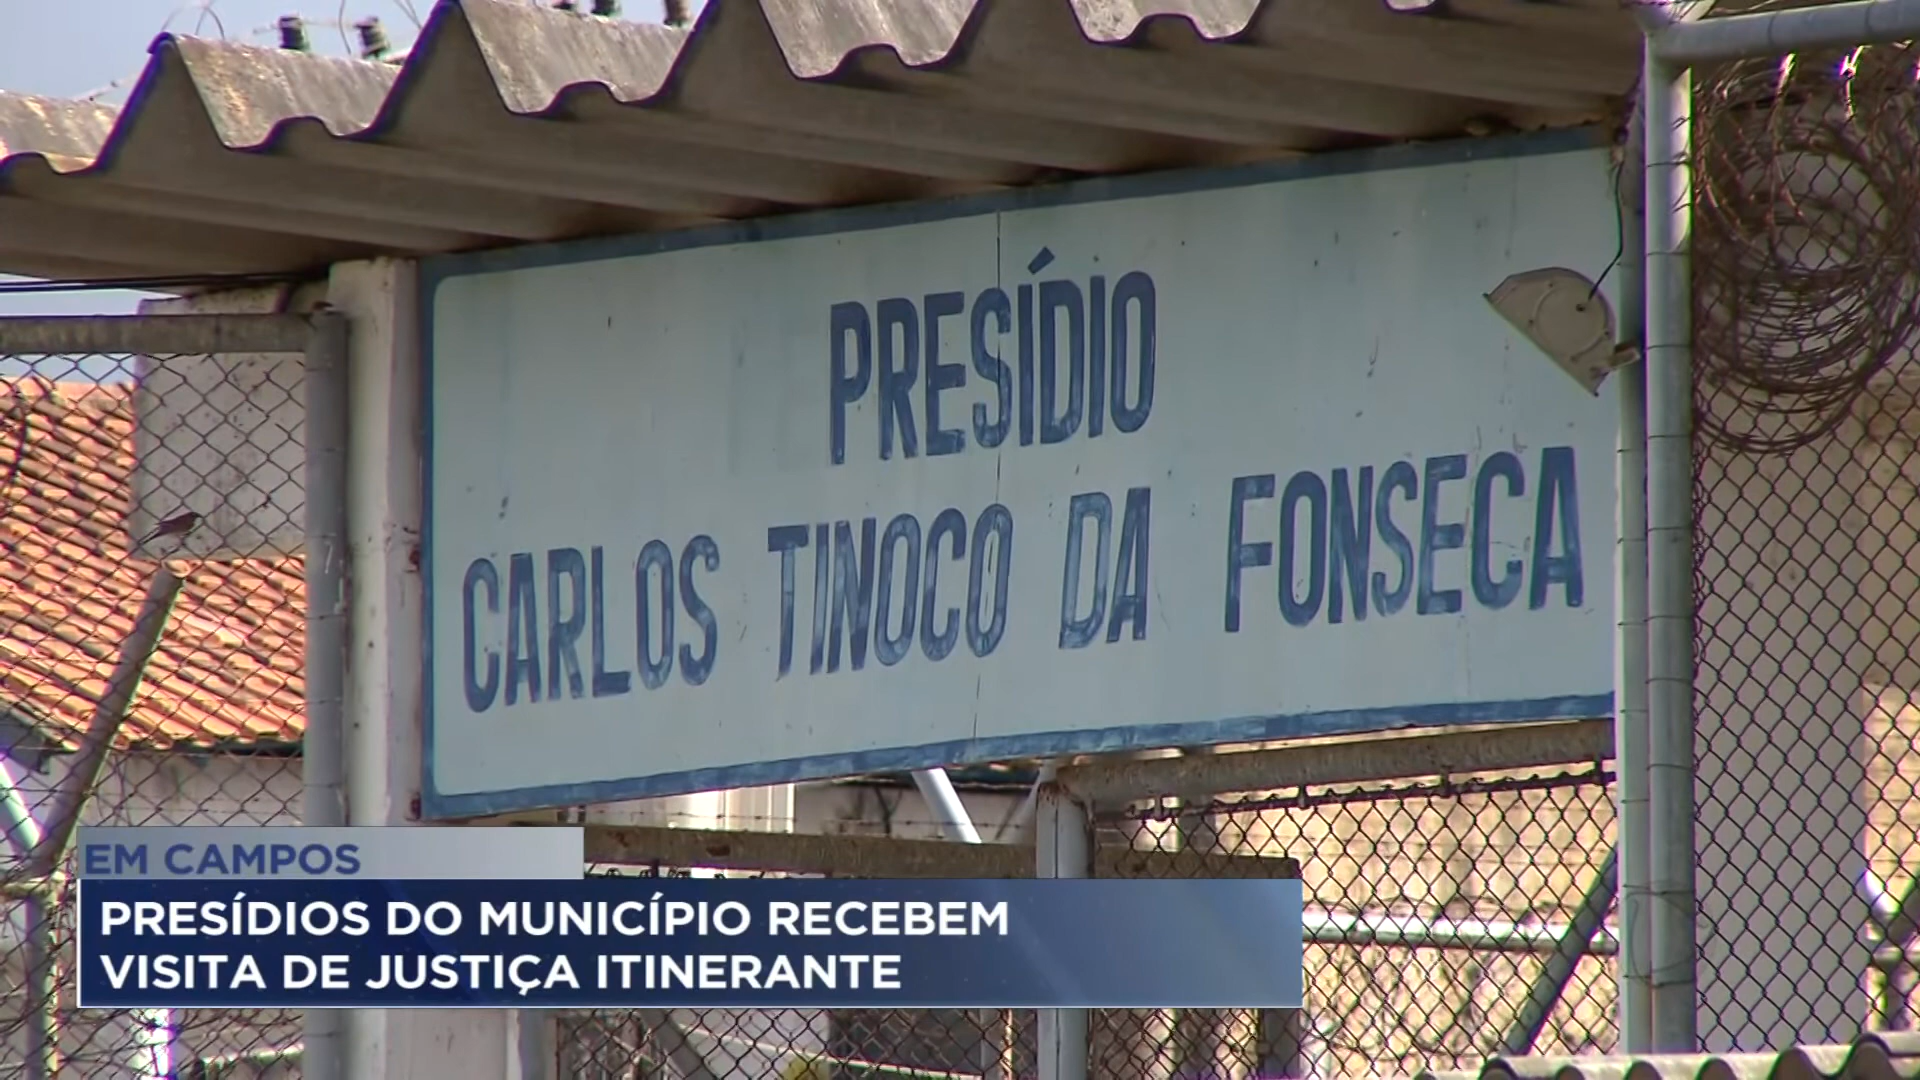 PRESÍDIO
CARLOS TINOCO DA FONSECA
EM CAMPOS
PRESÍDIOS DO MUNICÍPIO RECEBEM
VISITA DE JUSTIÇA ITINERANTE